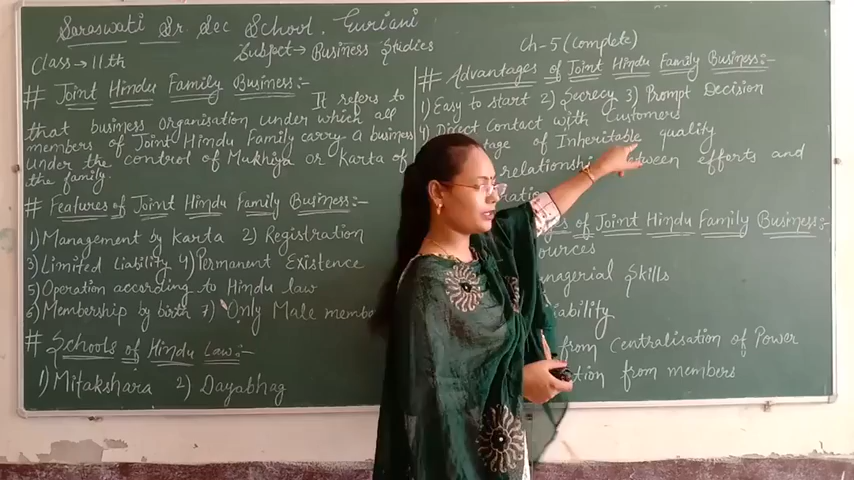 Saraswati Sr Sec School, Guriani
Class → 11th
Subject → Business Studies
Ch-5 (Complete)
# Joint Hindu Family Business:-
It refers to
that business Organisation under which all
members of Joint Hindu Family carry a business
under the control of Mukhiya or Karta of
the family.
# Features of Joint Hindu Family Business:-
1) Management by Karta 2) Registration
3) Limited Liability 4) Permanent Existence
5) Operation according to Hindu law
6) Membership by birth 7) Only Male
# Schools of Hindu Law:-
1) Mitakshara 2) Dayabhag
# Advantages of Joint Hindu Family Business:-
1) Easy to start 2) Secrecy 3) Prompt Decision
4) Direct Contact with Customers
of Inheritable quality
efforts and
of Joint Hindu Family Business:-
Skills
from Centralisation of Power
from members